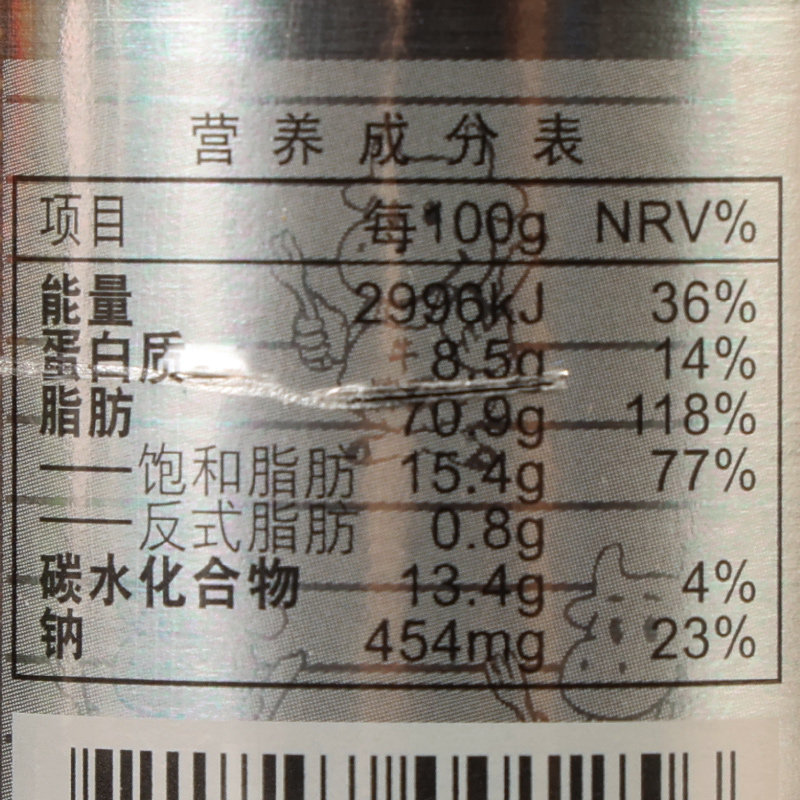 营养成分表
项目 每100g NRV%
能量 2996kJ 36%
蛋白质 8.5g 14%
脂肪 70.9g 118%
——饱和脂肪 15.4g 77%
——反式脂肪 0.8g
碳水化合物 13.4g 4%
钠 454mg 23%